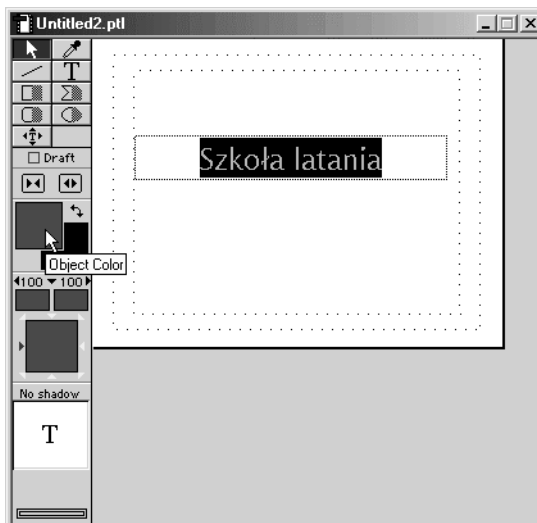 Untitled2.ptl
T
T
Draft
Szkoła latania
Object Color
100 100
No shadow
T